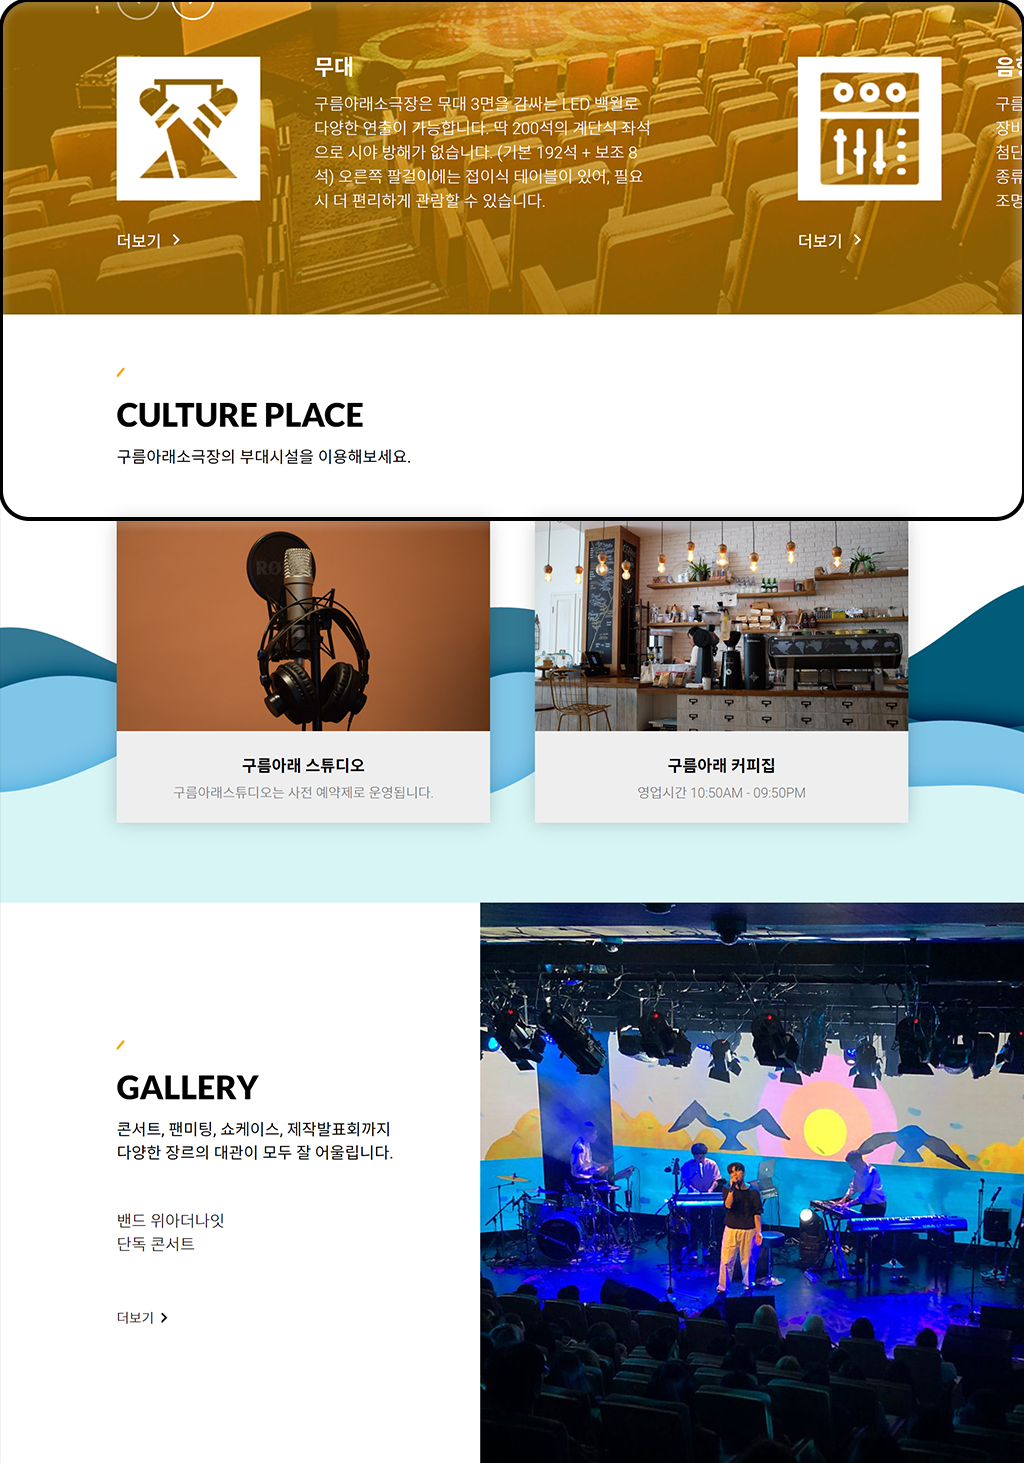 무대
구름아래소극장은 무대 3면을 감싸는 LED 백월로
다양한 연출이 가능합니다. 딱 200석의 계단식 좌석
으로 시야 방해가 없습니다. (기본 192석 + 보조 8
석) 오른쪽 팔걸이에는 접이식 테이블이 있어, 필요
시 더 편리하게 관람할 수 있습니다.
더보기
음향
구름
장비
첨단
종류
조명
더보기
CULTURE PLACE
구름아래소극장의 부대시설을 이용해보세요.
구름아래 스튜디오
구름아래스튜디오는 사전 예약제로 운영됩니다.
구름아래 커피집
영업시간 10:50AM - 09:50PM
GALLERY
콘서트, 팬미팅, 쇼케이스, 제작발표회까지
다양한 장르의 대관이 모두 잘 어울립니다.
밴드 위아더나잇
단독 콘서트
더보기